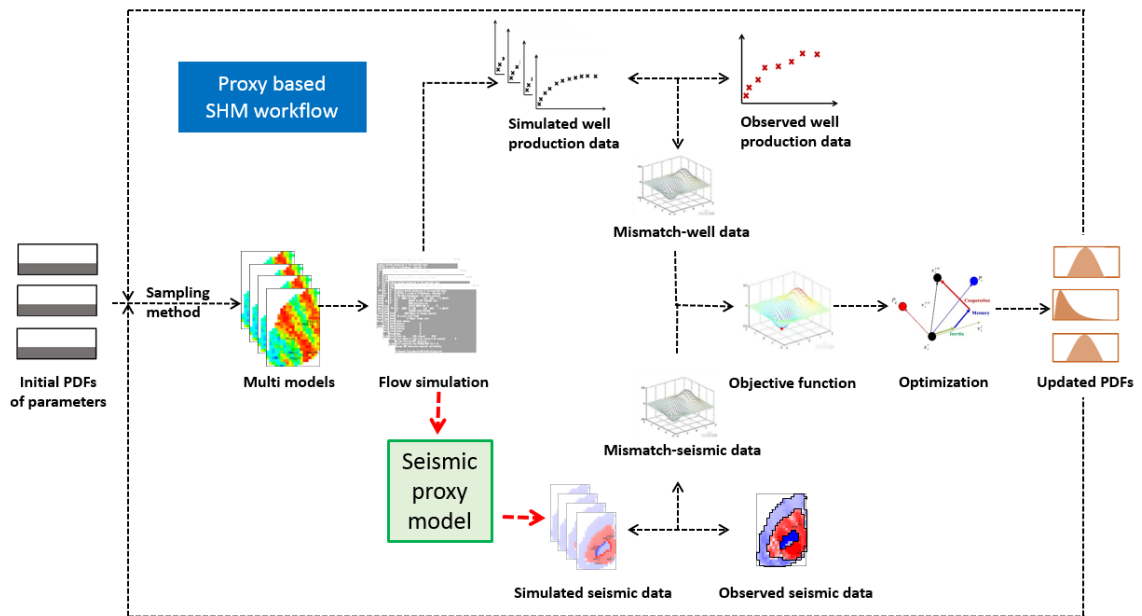 Proxy based
SHM workflow
Simulated well
production data
Observed well
production data
Mismatch-well data
Sampling
method
Initial PDFs
of parameters
Multi models
Flow simulation
Objective function
Cooperation
Memory
Inertia
Optimization
Updated PDFs
Mismatch-seismic data
Seismic
proxy
model
Simulated seismic data
Observed seismic data